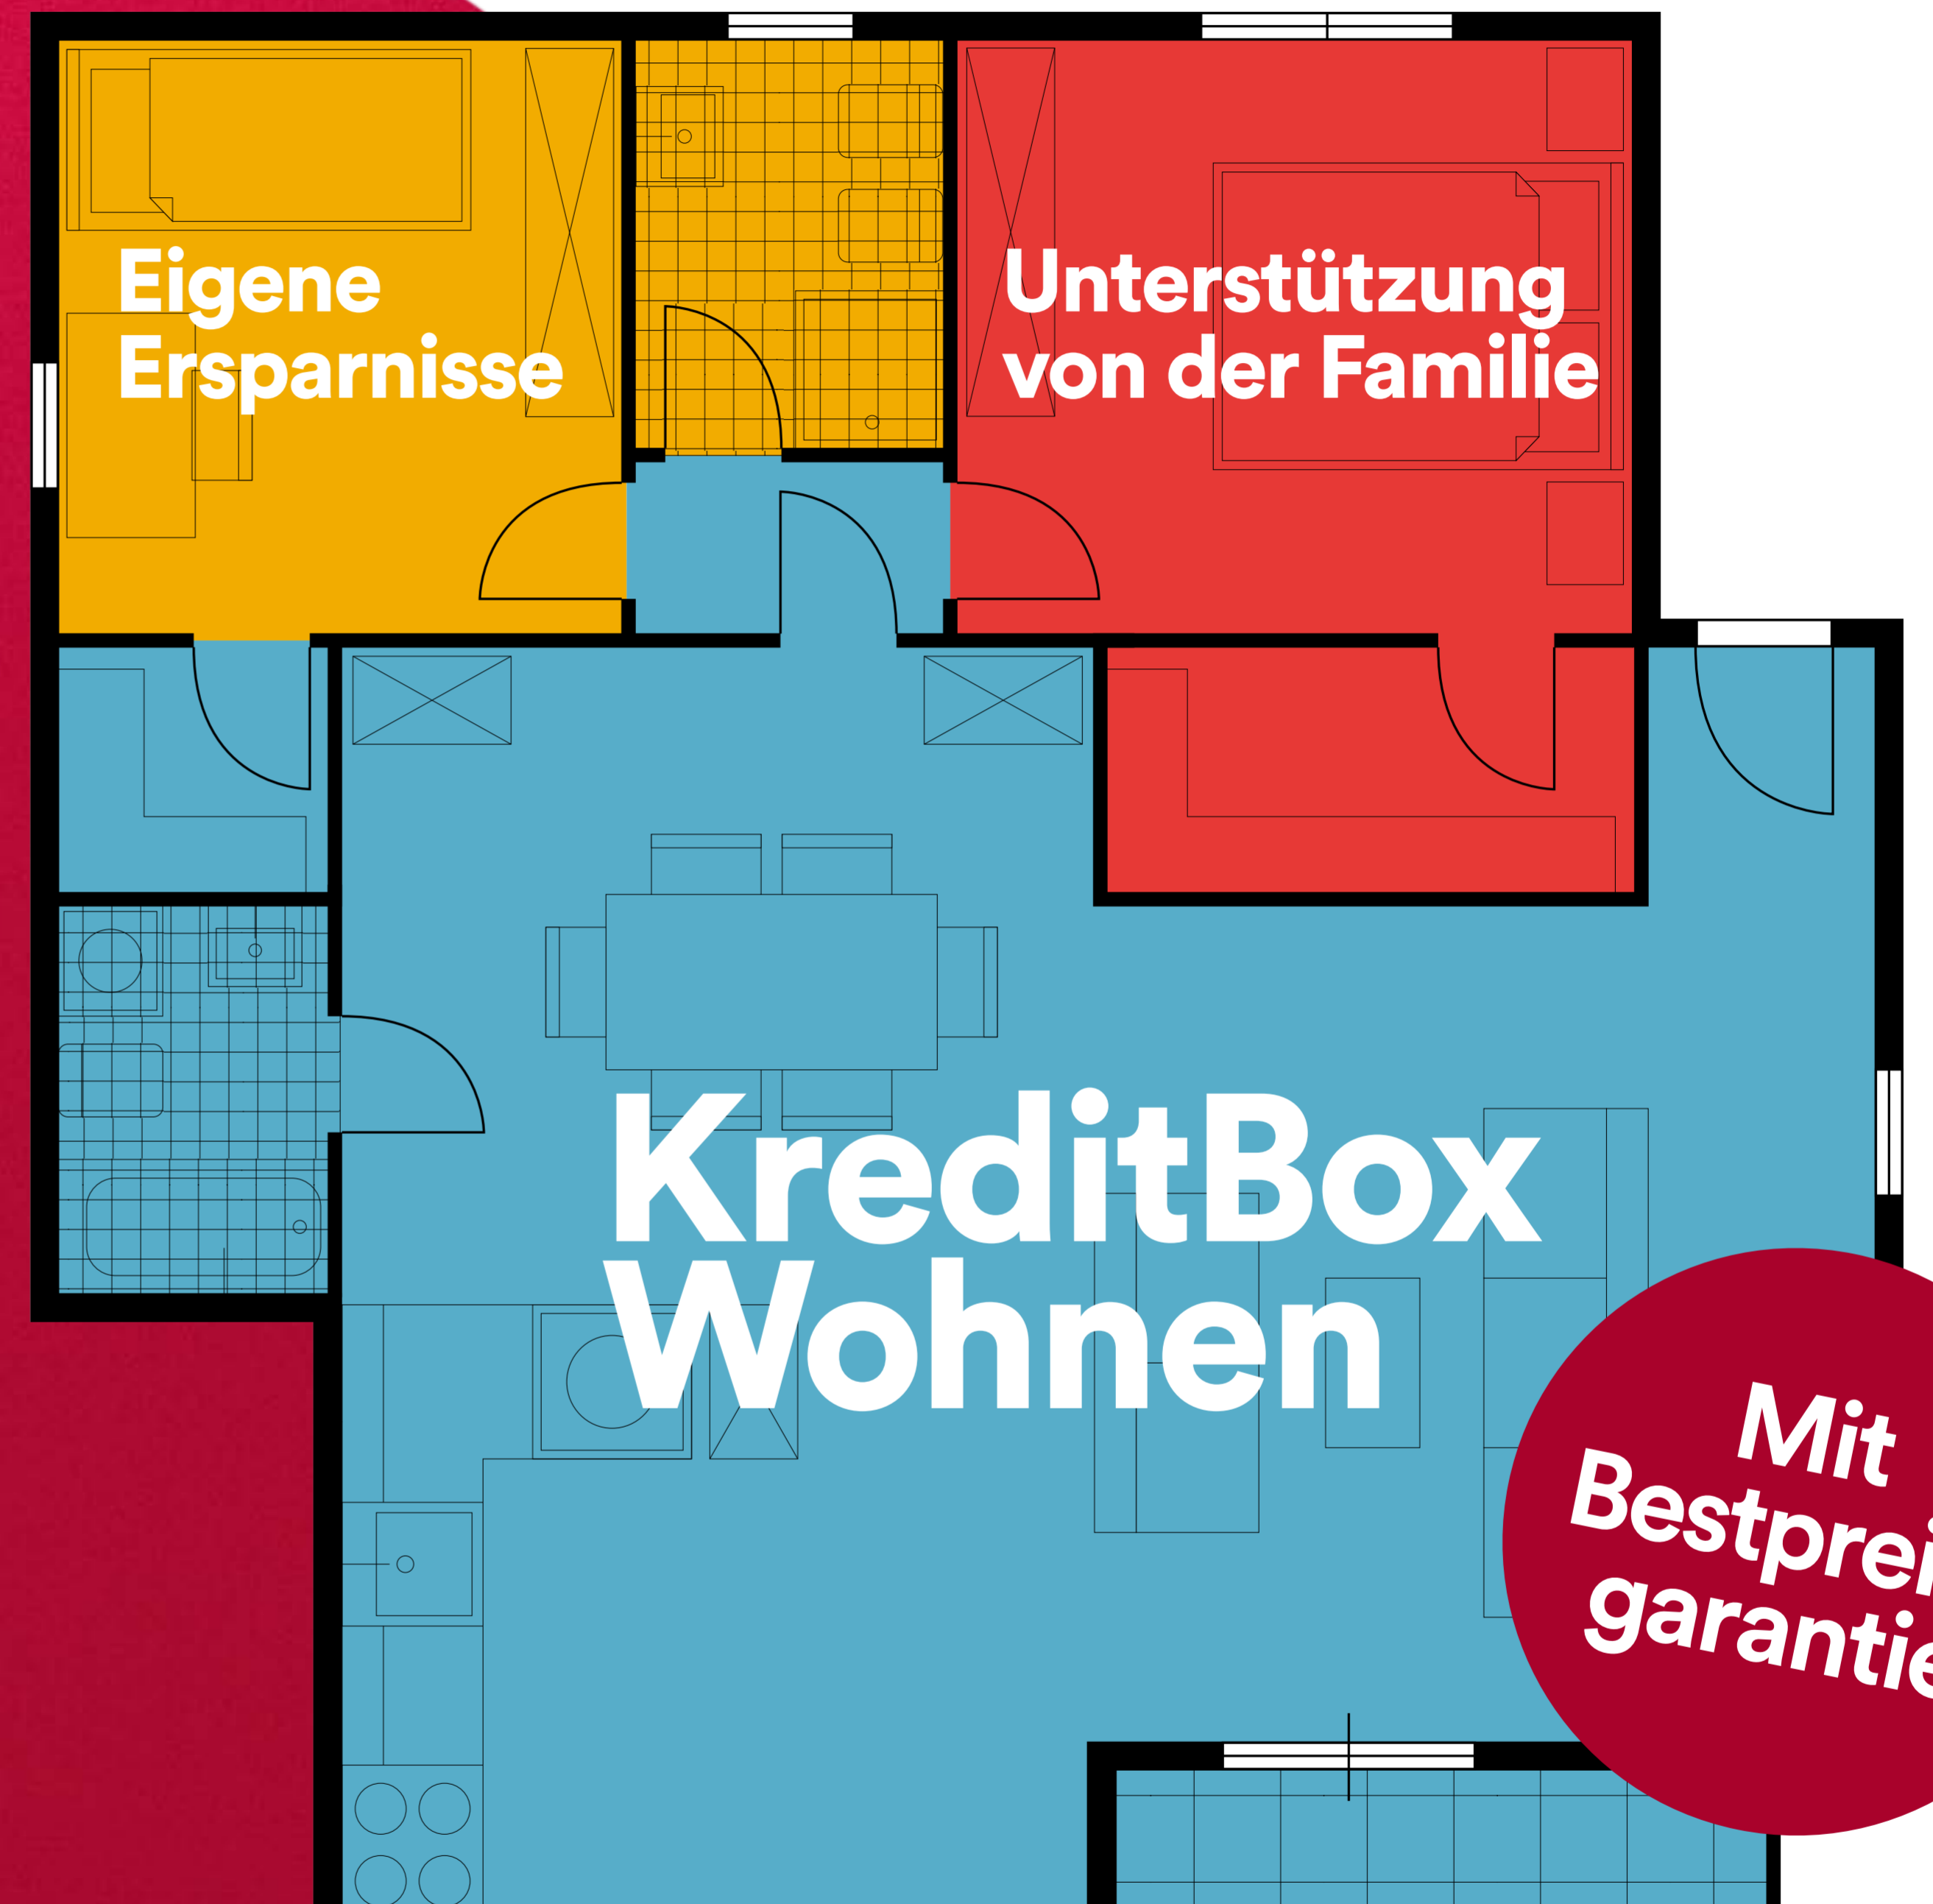 Eigene
Ersparnisse
Unterstützung
von der Familie
KreditBox
Wohnen
Mit